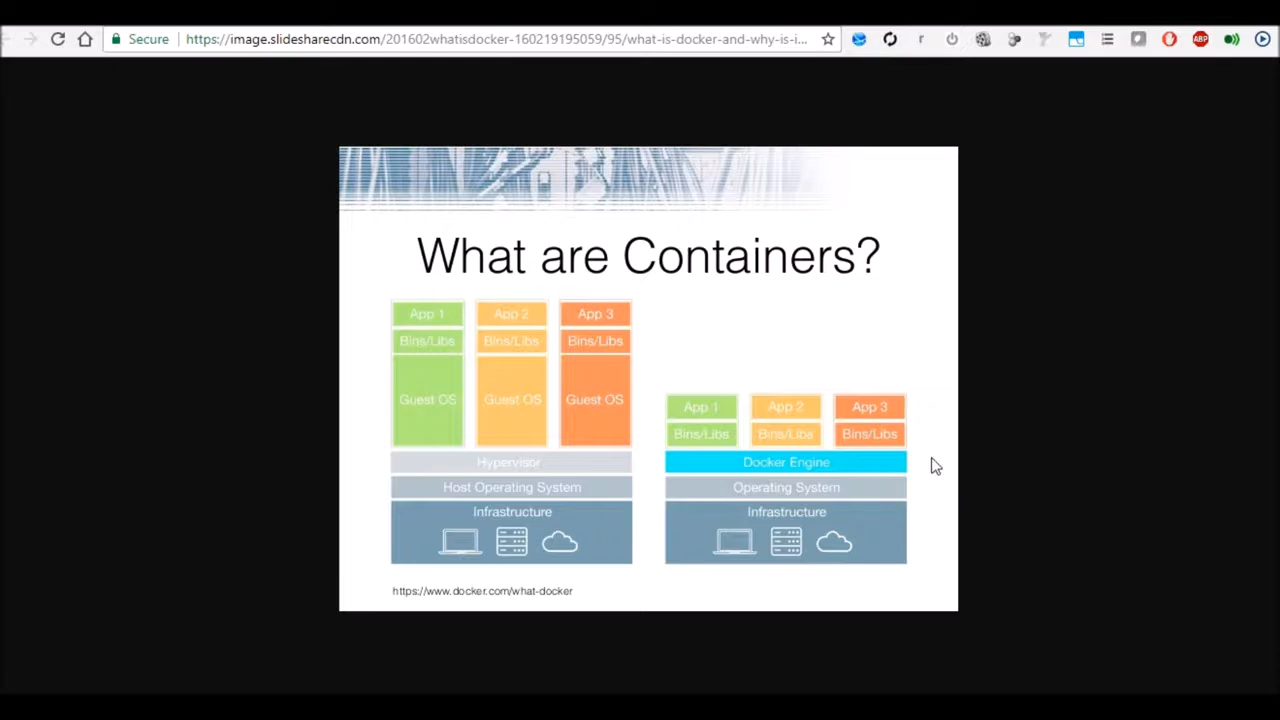 Secure
https://image.slidesharecdn.com/201602whatisdocker-160219195059/95/what-is-docker-and-why-is-i...
r
ABP
What are Containers?
App 1 App 2 App 3
Bins/Libs Bins/Libs Bins/Libs
Guest OS Guest OS Guest OS
Hypervisor
Host Operating System
Infrastructure
App 1 App 2 App 3
Bins/Libs Bins/Libs Bins/Libs
Docker Engine
Operating System
Infrastructure
https://www.docker.com/what-docker